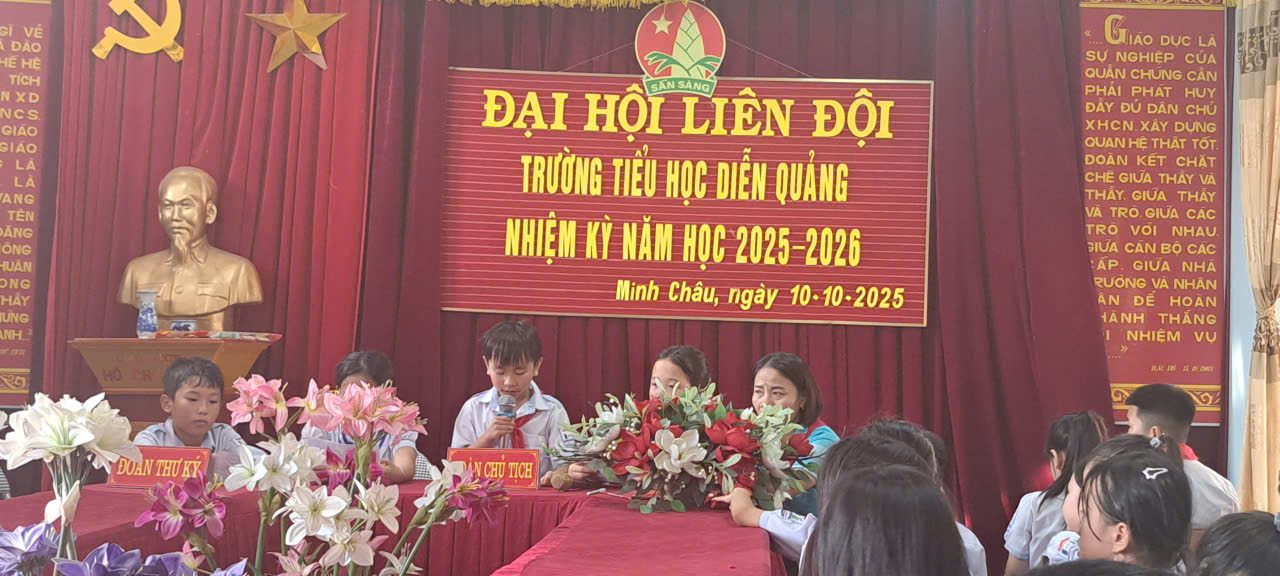 SẴN SÀNG
ĐẠI HỘI LIÊN ĐỘI
TRƯỜNG TIỂU HỌC DIỄN QUẢNG
NHIỆM KỲ NĂM HỌC 2025-2026
Minh Châu, ngày 10.10.2025
GIÁO DỤC LÀ
SỰ NGHIỆP CỦA
QUẦN CHÚNG. CẦN
PHẢI PHÁT HUY
ĐẦY ĐỦ DÂN CHỦ
XHCN. XÂY DỰNG
QUAN HỆ THẬT TỐT.
ĐOÀN KẾT CHẶT
CHẼ GIỮA THẦY VÀ
THẦY. GIỮA THẦY
VÀ TRÒ. GIỮA CÁC
TRÒ VỚI NHAU.
GIỮA CÁN BỘ CÁC
CẤP. GIỮA NHÀ
TRƯỜNG VÀ NHÂN
DÂN ĐỂ HOÀN
THÀNH THẮNG
NHIỆM VỤ
ĐOÀN THƯ KÝ
ĐOÀN CHỦ TỊCH